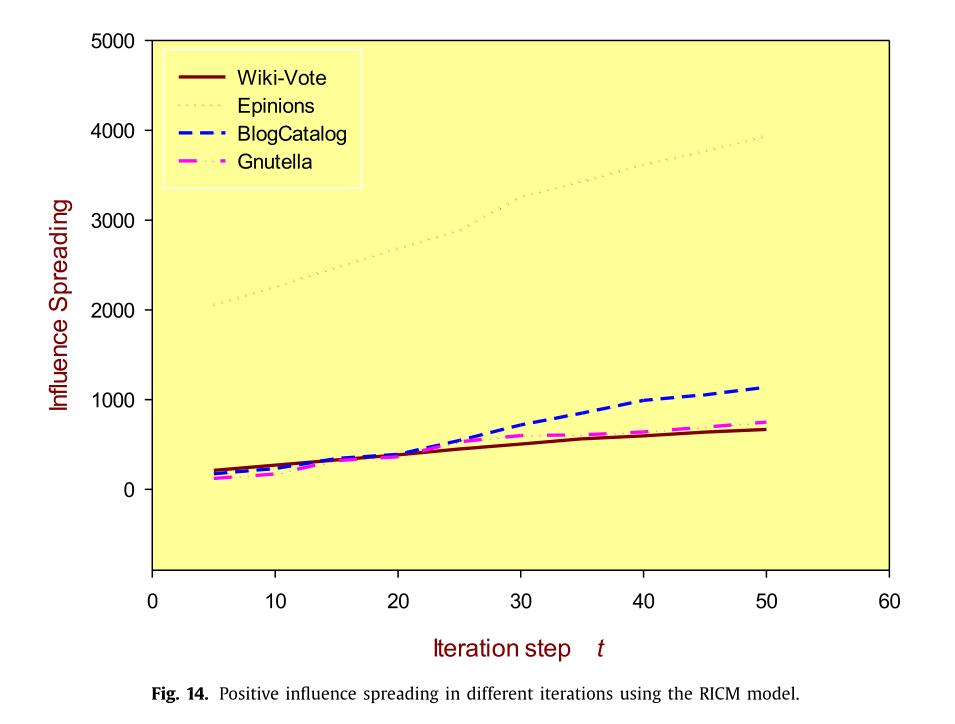 5000
4000
3000
2000
1000
0
Influence Spreading
Wiki-Vote
Epinions
BlogCatalog
Gnutella
0 10 20 30 40 50 60
Iteration step t
Fig. 14. Positive influence spreading in different iterations using the RICM model.